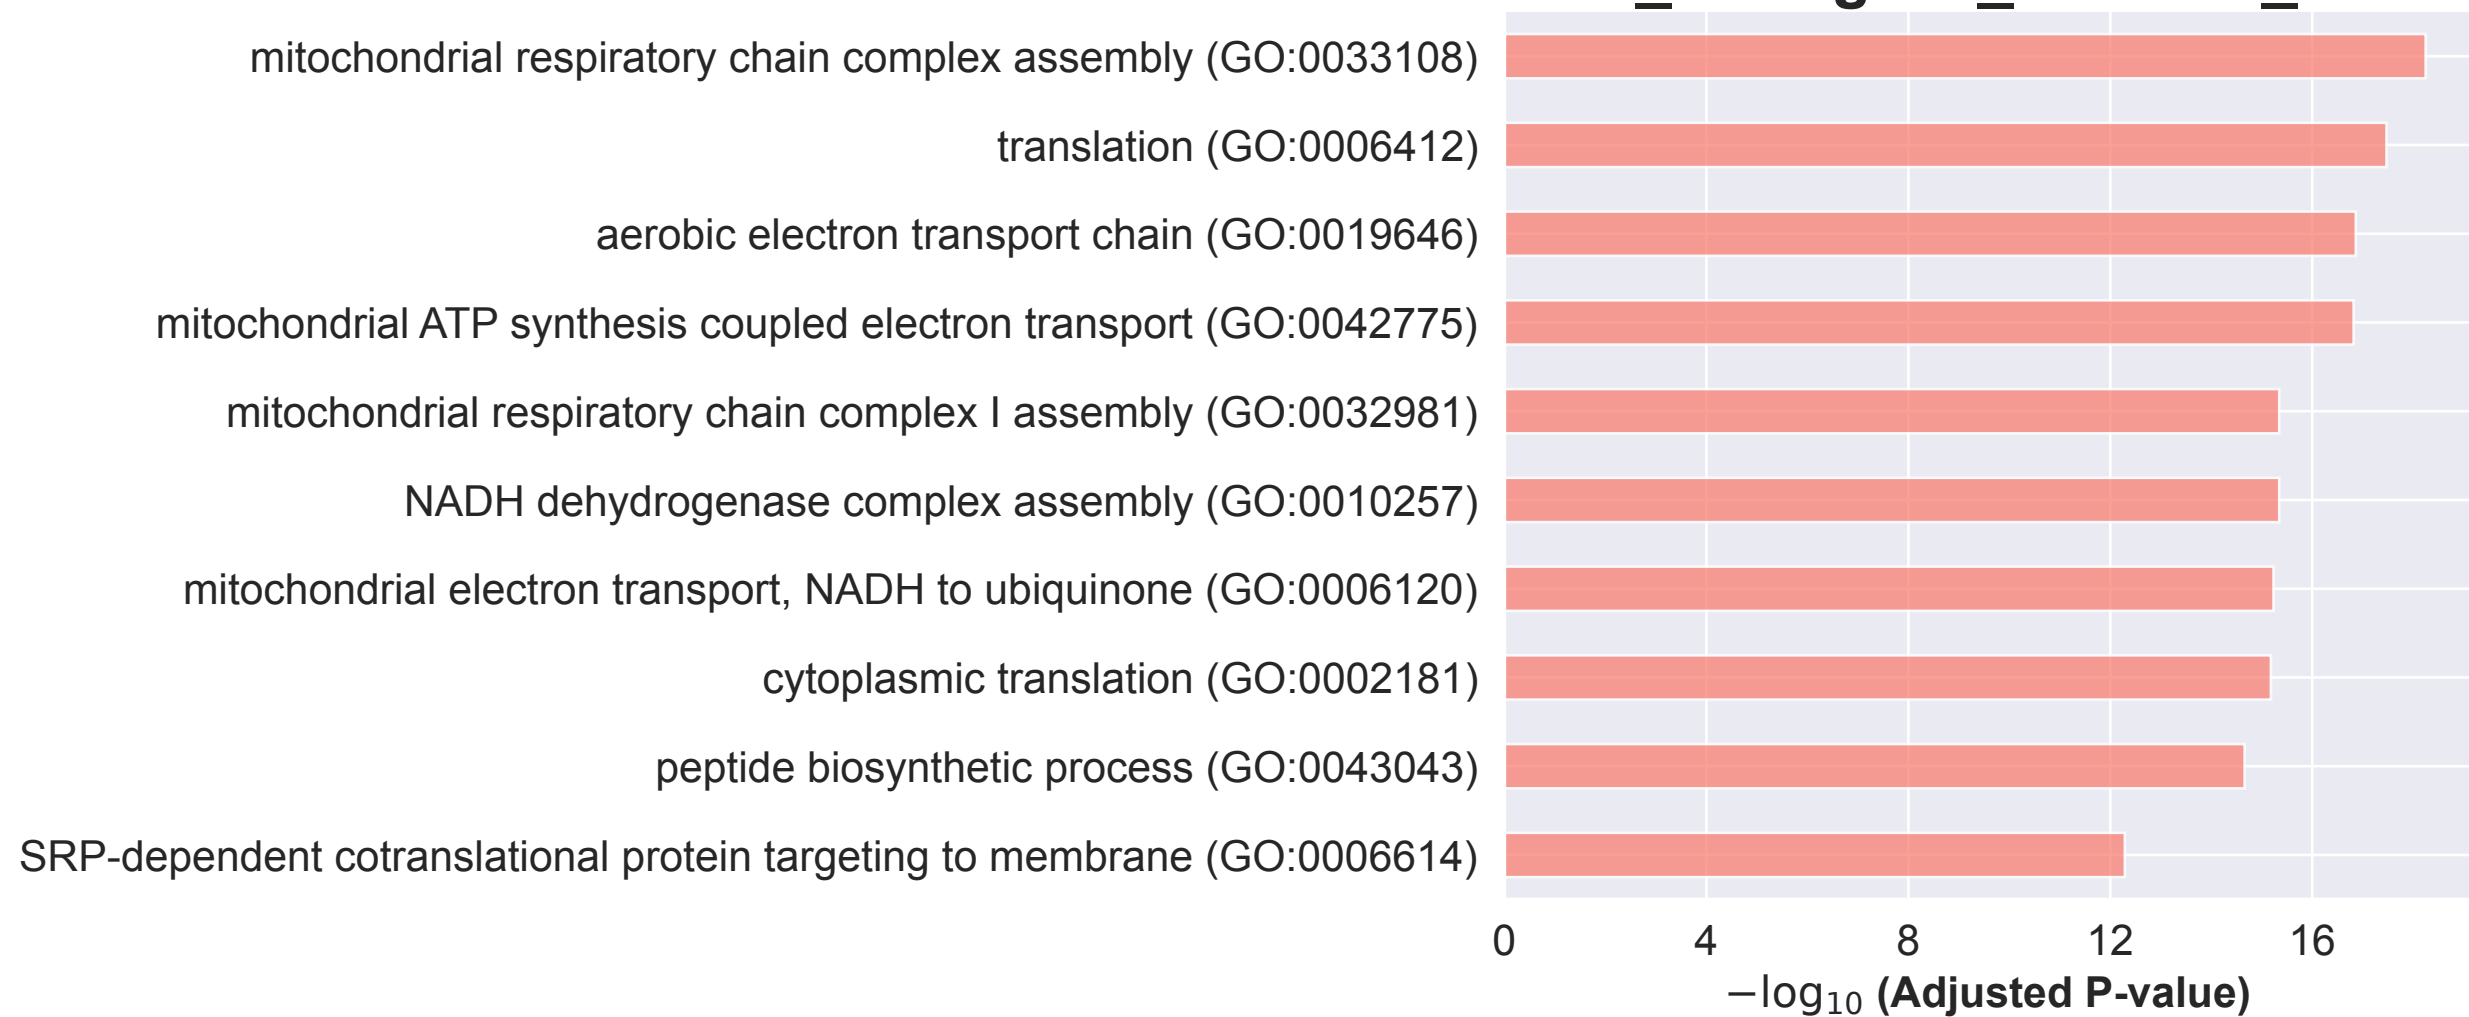 mitochondrial respiratory chain complex assembly (GO:0033108)
translation (GO:0006412)
aerobic electron transport chain (GO:0019646)
mitochondrial ATP synthesis coupled electron transport (GO:0042775)
mitochondrial respiratory chain complex I assembly (GO:0032981)
NADH dehydrogenase complex assembly (GO:0010257)
mitochondrial electron transport, NADH to ubiquinone (GO:0006120)
cytoplasmic translation (GO:0002181)
peptide biosynthetic process (GO:0043043)
SRP-dependent cotranslational protein targeting to membrane (GO:0006614)
0 4 8 12 16
−log₁₀ (Adjusted P-value)